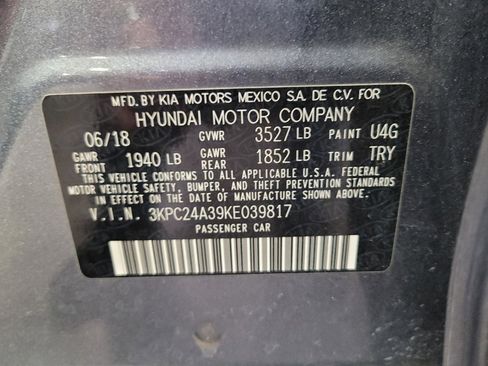 MFD. BY KIA MOTORS MEXICO S.A. DE C.V. FOR
HYUNDAI MOTOR COMPANY
06/18 GVWR 3527 LB PAINT U4G
GAWR FRONT 1940 LB GAWR REAR 1852 LB TRIM TRY
THIS VEHICLE CONFORMS TO ALL APPLICABLE U.S.A. FEDERAL
MOTOR VEHICLE SAFETY, BUMPER, AND THEFT PREVENTION STANDARDS
IN EFFECT ON THE DATE OF MANUFACTURE SHOWN ABOVE.
V.I.N. 3KPC24A39KE039817
PASSENGER CAR